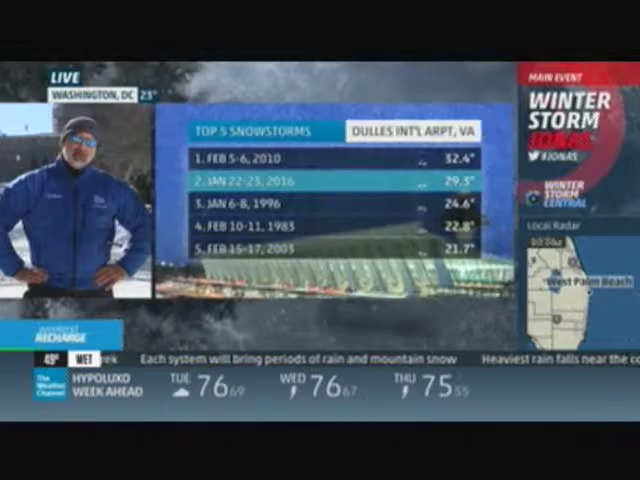 LIVE
WASHINGTON, DC 23°
TOP 5 SNOWSTORMS DULLES INT'L ARPT, VA
1. FEB 5-6, 2010 32.4"
2. JAN 22-23, 2016 29.3"
3. JAN 6-8, 1996 24.6"
4. FEB 10-11, 1983 22.8"
5. FEB 15-17, 2003 21.7"
MAIN EVENT
WINTER
STORM
JONAS
#JONAS
WINTER
STORM
CENTRAL
Local Radar
West Palm Beach
weekend
RECHARGE
49° WET Each system will bring periods of rain and mountain snow Heaviest rain falls near the co
The
Weather
Channel
HYPOLUXO
WEEK AHEAD
TUE 76 69 WED 76 67 THU 75 55